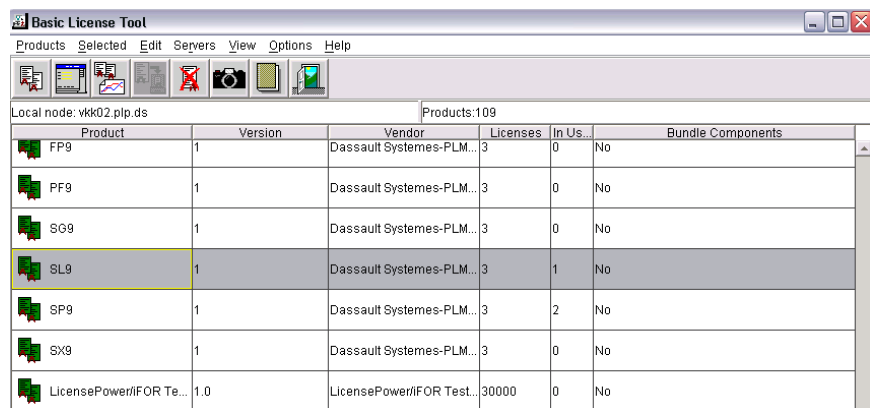 Basic License Tool
Products Selected Edit Servers View Options Help
Local node: vkk02.plp.ds Products:109
Product Version Vendor Licenses In Us... Bundle Components
FP9 1 Dassault Systemes-PLM... 3 0 No
PF9 1 Dassault Systemes-PLM... 3 0 No
SG9 1 Dassault Systemes-PLM... 3 0 No
SL9 1 Dassault Systemes-PLM... 3 1 No
SP9 1 Dassault Systemes-PLM... 3 2 No
SX9 1 Dassault Systemes-PLM... 3 0 No
LicensePower/iFOR Te... 1.0 LicensePower/iFOR Test... 30000 0 No